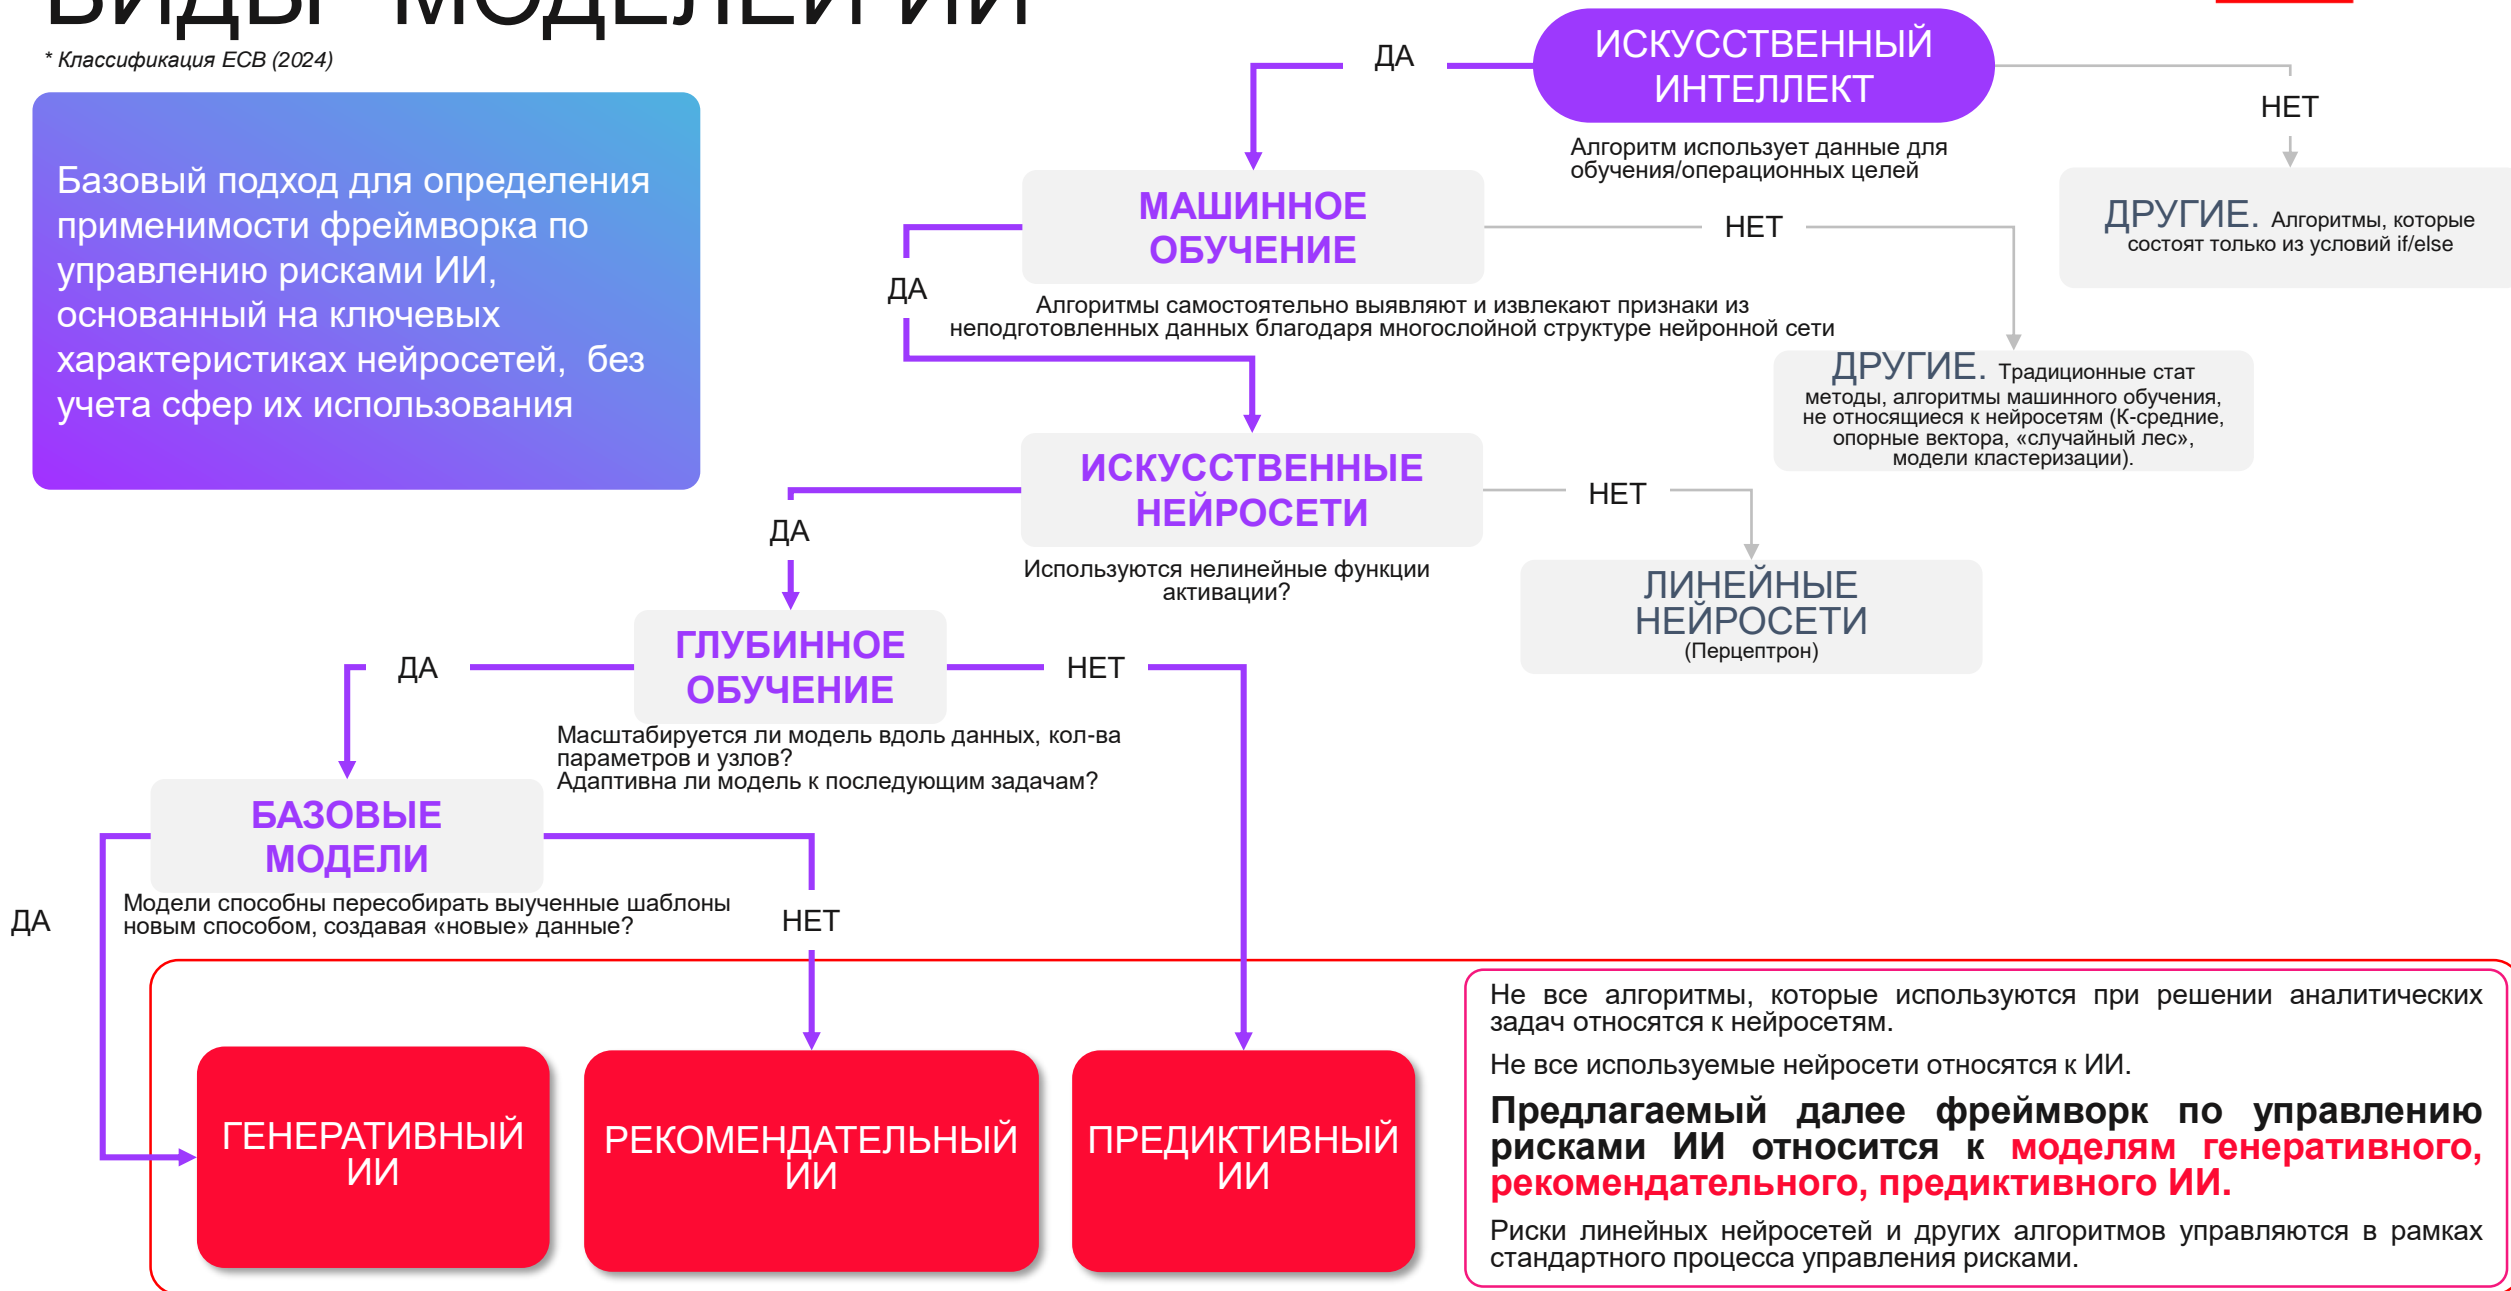 ВИДЫ* МОДЕЛЕЙ ИИ
* Классификация ECB (2024)
Базовый подход для определения
применимости фреймворка по
управлению рисками ИИ,
основанный на ключевых
характеристиках нейросетей, без
учета сфер их использования
ИСКУССТВЕННЫЙ
ИНТЕЛЛЕКТ
ДА
НЕТ
Алгоритм использует данные для
обучения/операционных целей
ДРУГИЕ. Алгоритмы, которые
состоят только из условий if/else
МАШИННОЕ
ОБУЧЕНИЕ
НЕТ
ДА
Алгоритмы самостоятельно выявляют и извлекают признаки из
неподготовленных данных благодаря многослойной структуре нейронной сети
ДРУГИЕ. Традиционные стат
методы, алгоритмы машинного обучения,
не относящиеся к нейросетям (К-средние,
опорные вектора, «случайный лес»,
модели кластеризации).
ИСКУССТВЕННЫЕ
НЕЙРОСЕТИ
НЕТ
ДА
Используются нелинейные функции
активации?
ЛИНЕЙНЫЕ
НЕЙРОСЕТИ
(Перцептрон)
ГЛУБИННОЕ
ОБУЧЕНИЕ
ДА
НЕТ
Масштабируется ли модель вдоль данных, кол-ва
параметров и узлов?
Адаптивна ли модель к последующим задачам?
БАЗОВЫЕ
МОДЕЛИ
Модели способны пересобирать выученные шаблоны
новым способом, создавая «новые» данные?
ДА
НЕТ
ГЕНЕРАТИВНЫЙ
ИИ
РЕКОМЕНДАТЕЛЬНЫЙ
ИИ
ПРЕДИКТИВНЫЙ
ИИ
Не все алгоритмы, которые используются при решении аналитических
задач относятся к нейросетям.
Не все используемые нейросети относятся к ИИ.
Предлагаемый далее фреймворк по управлению
рисками ИИ относится к моделям генеративного,
рекомендательного, предиктивного ИИ.
Риски линейных нейросетей и других алгоритмов управляются в рамках
стандартного процесса управления рисками.